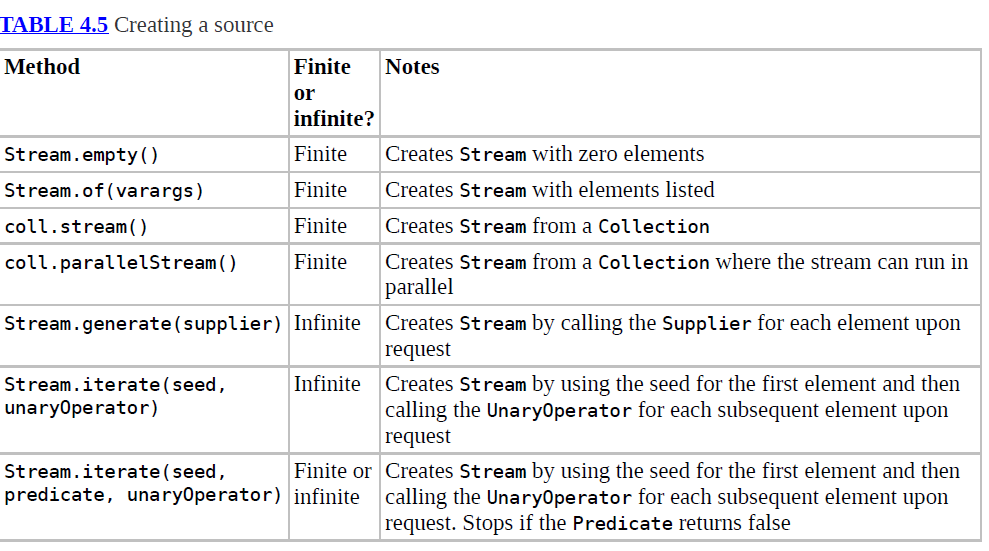 TABLE 4.5 Creating a source
Method Finite or infinite? Notes
Stream.empty() Finite Creates Stream with zero elements
Stream.of(varargs) Finite Creates Stream with elements listed
coll.stream() Finite Creates Stream from a Collection
coll.parallelStream() Finite Creates Stream from a Collection where the stream can run in
parallel
Stream.generate(supplier) Infinite Creates Stream by calling the Supplier for each element upon
request
Stream.iterate(seed,
unaryOperator) Infinite Creates Stream by using the seed for the first element and then
calling the UnaryOperator for each subsequent element upon
request
Stream.iterate(seed,
predicate, unaryOperator) Finite or
infinite Creates Stream by using the seed for the first element and then
calling the UnaryOperator for each subsequent element upon
request. Stops if the Predicate returns false